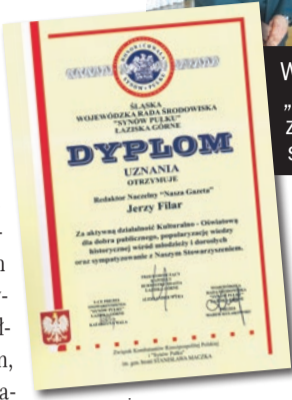 W
„
z
s
ŚLĄSKA
WOJEWÓDZKA RADA ŚRODOWISKA
"SYNÓW PUŁKU"
ŁAZISKA GÓRNE
DYPLOM
UZNANIA
OTRZYMUJE
Redaktor Naczelny "Nasza Gazeta"
Jerzy Filar
Za aktywną działalność Kulturalno - Oświatową
dla dobra publicznego, popularyzację wiedzy
historycznej wśród młodzieży i dorosłych
oraz sympatyzowanie z Naszym Stowarzyszeniem.
Związek Kombatantów Rzeczypospolitej Polskiej
i "Synów Pułku"
im. gen. broni STANISŁAWA MACZKA
-
n
r-
ł-
n,
a-